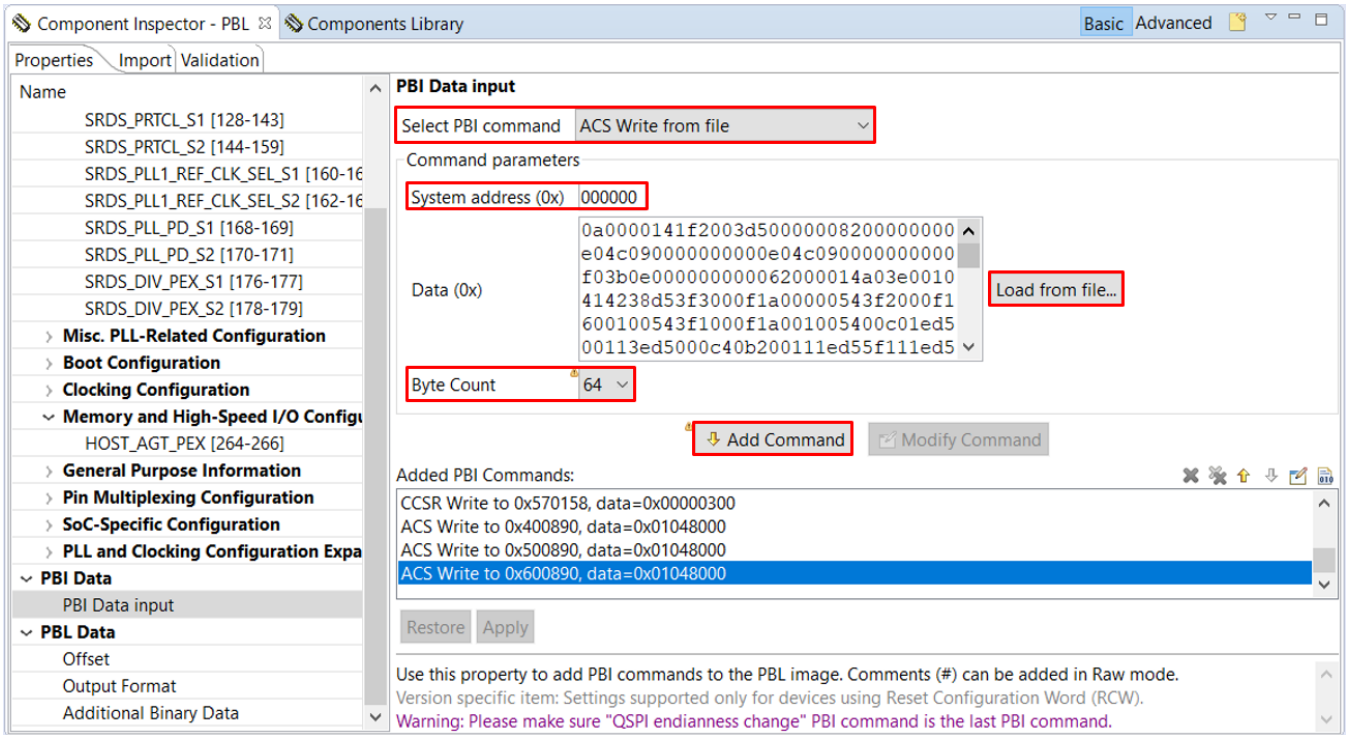 Component Inspector - PBL
Components Library
Basic Advanced
Properties Import Validation
Name
SRDS_PRTCL_S1 [128-143]
SRDS_PRTCL_S2 [144-159]
SRDS_PLL1_REF_CLK_SEL_S1 [160-16
SRDS_PLL1_REF_CLK_SEL_S2 [162-16
SRDS_PLL_PD_S1 [168-169]
SRDS_PLL_PD_S2 [170-171]
SRDS_DIV_PEX_S1 [176-177]
SRDS_DIV_PEX_S2 [178-179]
Misc. PLL-Related Configuration
Boot Configuration
Clocking Configuration
Memory and High-Speed I/O Configu
HOST_AGT_PEX [264-266]
General Purpose Information
Pin Multiplexing Configuration
SoC-Specific Configuration
PLL and Clocking Configuration Expa
PBI Data
PBI Data input
PBL Data
Offset
Output Format
Additional Binary Data
PBI Data input
Select PBI command ACS Write from file
Command parameters
System address (0x) 000000
Data (0x)
0a0000141f2003d50000008200000000
e04c090000000000e04c090000000000
f03b0e000000000062000014a03e0010
414238d53f3000f1a00000543f2000f1
600100543f1000f1a001005400c01ed5
00113ed5000c40b200111ed55f111ed5
Load from file...
Byte Count 64
Add Command
Modify Command
Added PBI Commands:
010
CCSR Write to 0x570158, data=0x00000300
ACS Write to 0x400890, data=0x01048000
ACS Write to 0x500890, data=0x01048000
ACS Write to 0x600890, data=0x01048000
Restore Apply
Use this property to add PBI commands to the PBL image. Comments (#) can be added in Raw mode.
Version specific item: Settings supported only for devices using Reset Configuration Word (RCW).
Warning: Please make sure "QSPI endianness change" PBI command is the last PBI command.